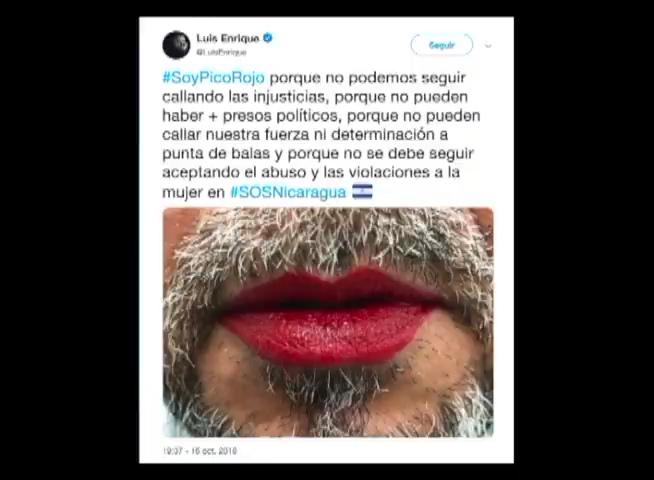 Luis Enrique
@LuisEnrique
Seguir
#SoyPicoRojo porque no podemos seguir
callando las injusticias, porque no pueden
haber + presos políticos, porque no pueden
callar nuestra fuerza ni determinación a
punta de balas y porque no se debe seguir
aceptando el abuso y las violaciones a la
mujer en #SOSNicaragua
19:37 - 15 oct. 2018